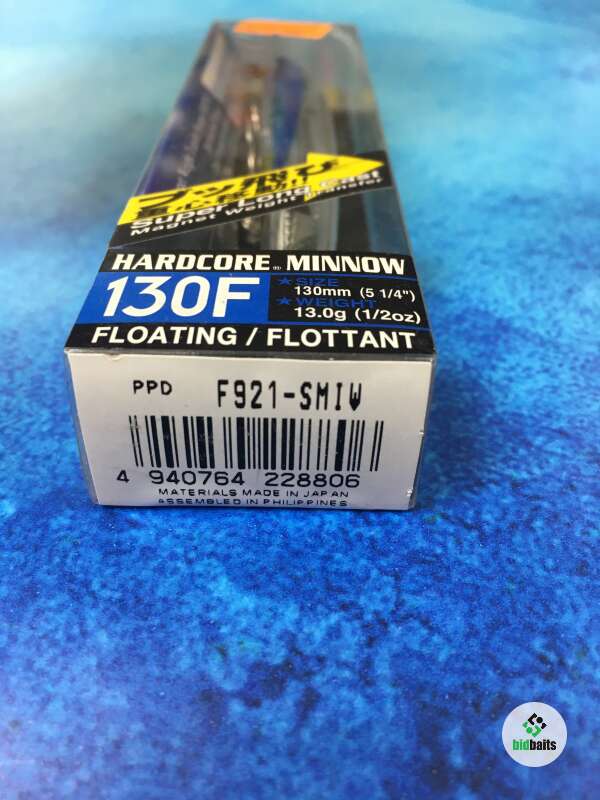 Super Long Cast
Magnet Weight Transfer
HARDCORE® MINNOW
130F
★SIZE
130mm (5 1/4")
★WEIGHT
13.0g (1/2oz)
FLOATING / FLOTTANT
PPD F921-SMIW
4 940764 228806
MATERIALS MADE IN JAPAN
ASSEMBLED IN PHILIPPINES
bidbaits